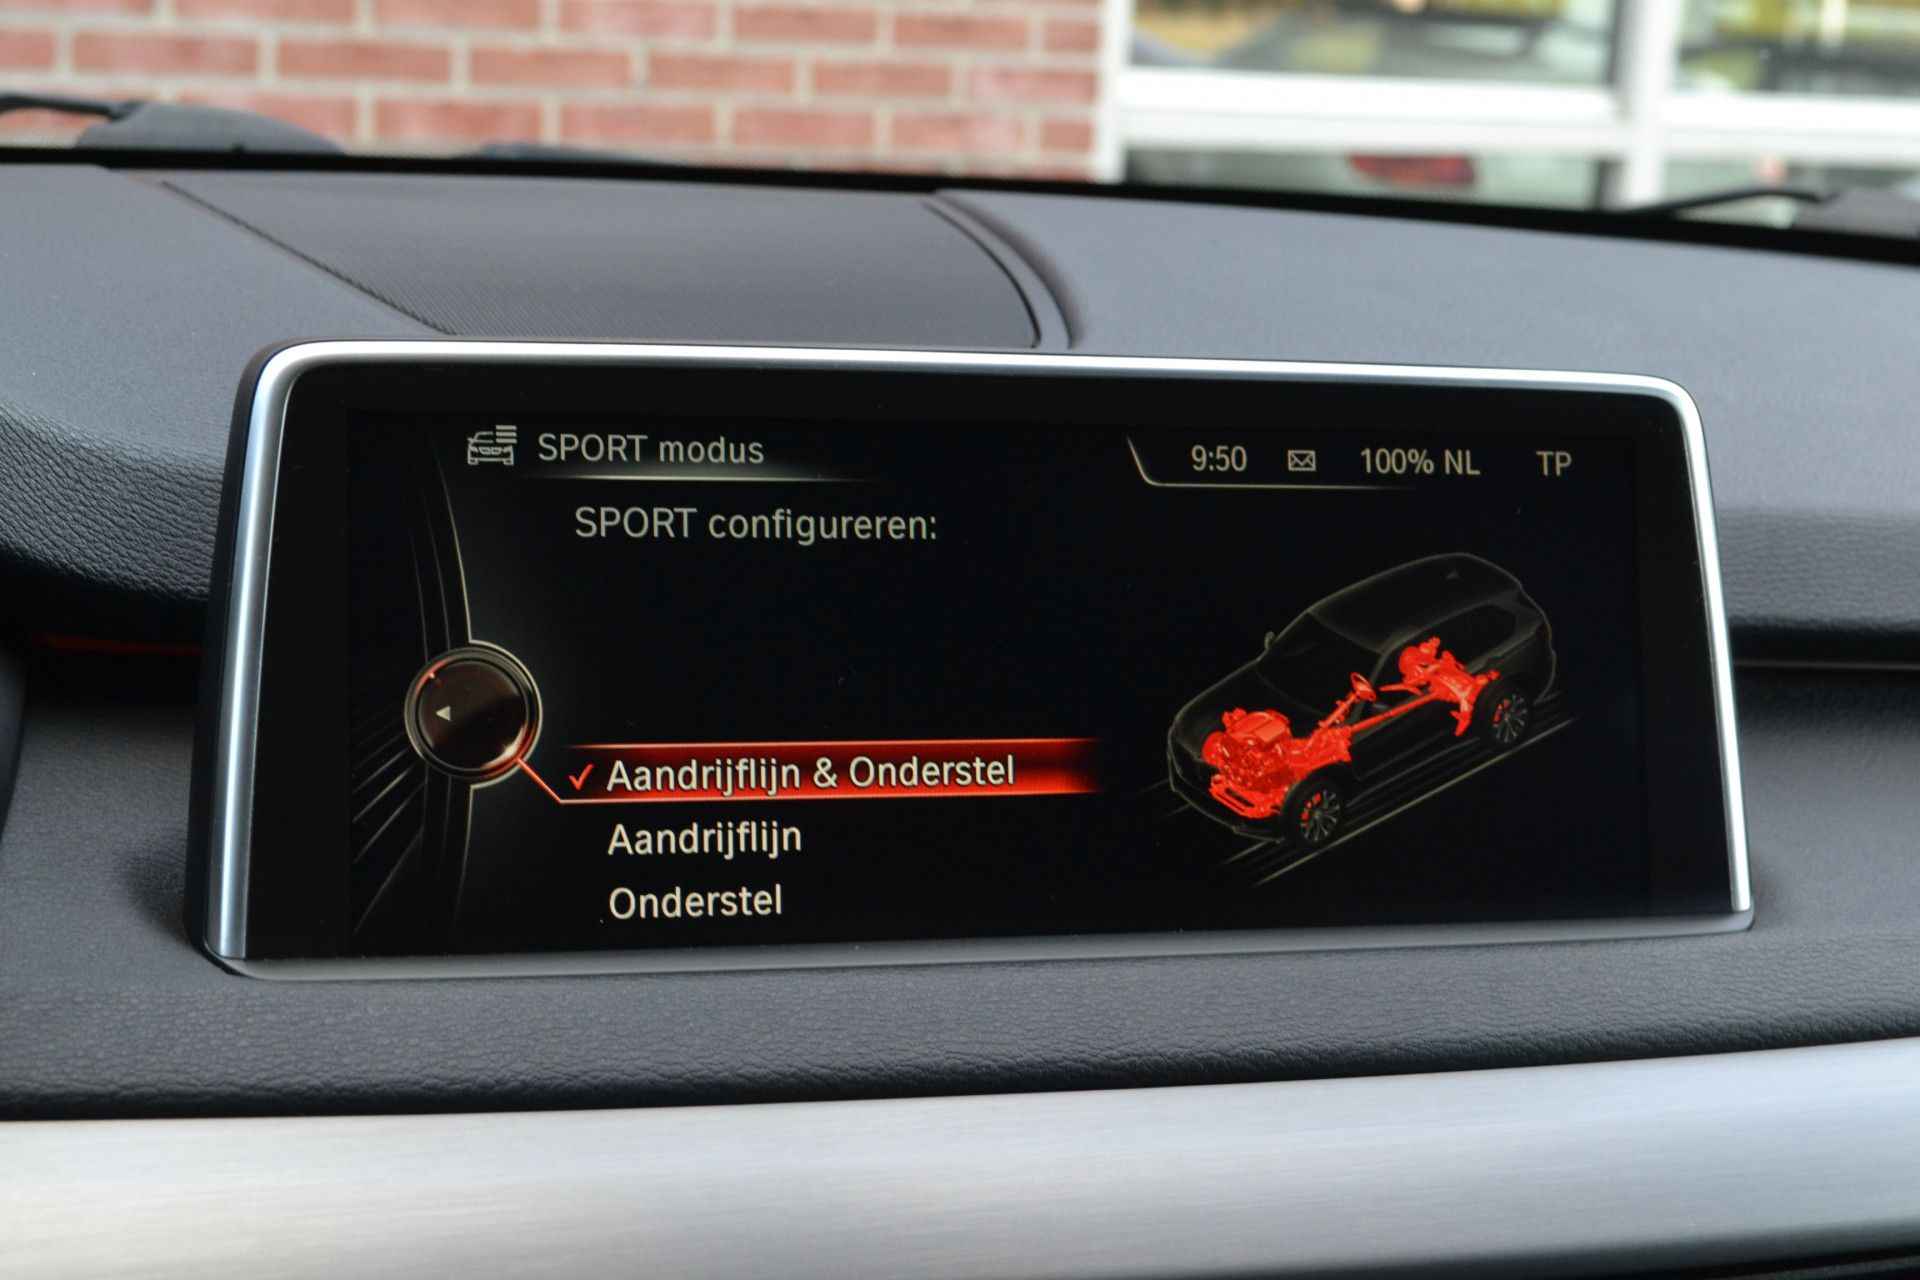 SPORT modus
9:50 100% NL TP
SPORT configureren:
Aandrijflijn & Onderstel
Aandrijflijn
Onderstel